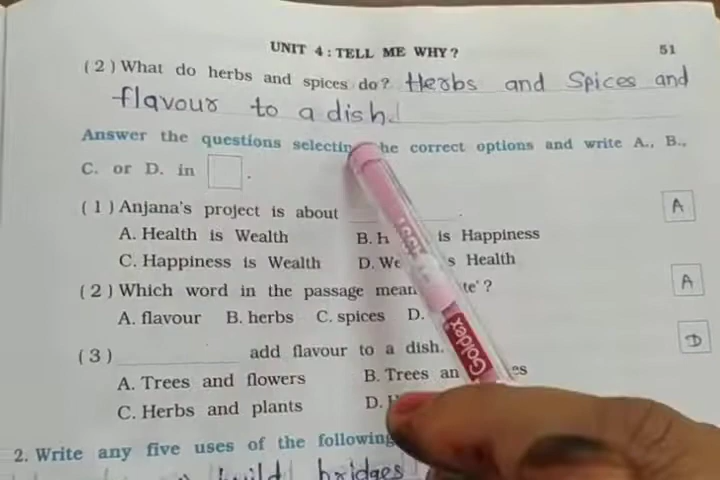 UNIT 4 : TELL ME WHY ? 51
(2) What do herbs and spices do? Herbs and Spices and
flavour to a dish.
Answer the questions selectin he correct options and write A., B.,
C. or D. in .
(1) Anjana's project is about . A
A. Health is Wealth B. H is Happiness
C. Happiness is Wealth D. We s Health
(2) Which word in the passage mean te' ? A
A. flavour B. herbs C. spices D.
(3) add flavour to a dish. D
A. Trees and flowers B. Trees an es
C. Herbs and plants D. H
2. Write any five uses of the following
build bridges
Goldex